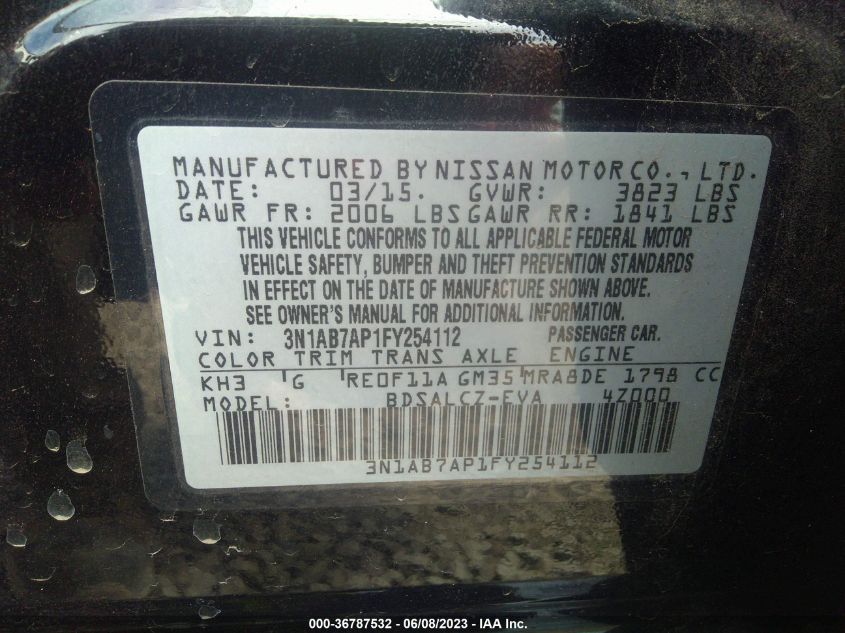 MANUFACTURED BY NISSAN MOTOR CO., LTD.
DATE: 03/15. GVWR: 3823 LBS
GAWR FR: 2006 LBS GAWR RR: 1841 LBS
THIS VEHICLE CONFORMS TO ALL APPLICABLE FEDERAL MOTOR
VEHICLE SAFETY, BUMPER AND THEFT PREVENTION STANDARDS
IN EFFECT ON THE DATE OF MANUFACTURE SHOWN ABOVE.
SEE OWNER'S MANUAL FOR ADDITIONAL INFORMATION.
VIN: 3N1AB7AP1FY254112 PASSENGER CAR.
COLOR TRIM TRANS AXLE ENGINE
KH3 G RE0F11A GM35 MRA8DE 1798 CC
MODEL: BDSALCZ-EVA 4Z000
3N1AB7AP1FY254112
000-36787532 - 06/08/2023 - IAA Inc.